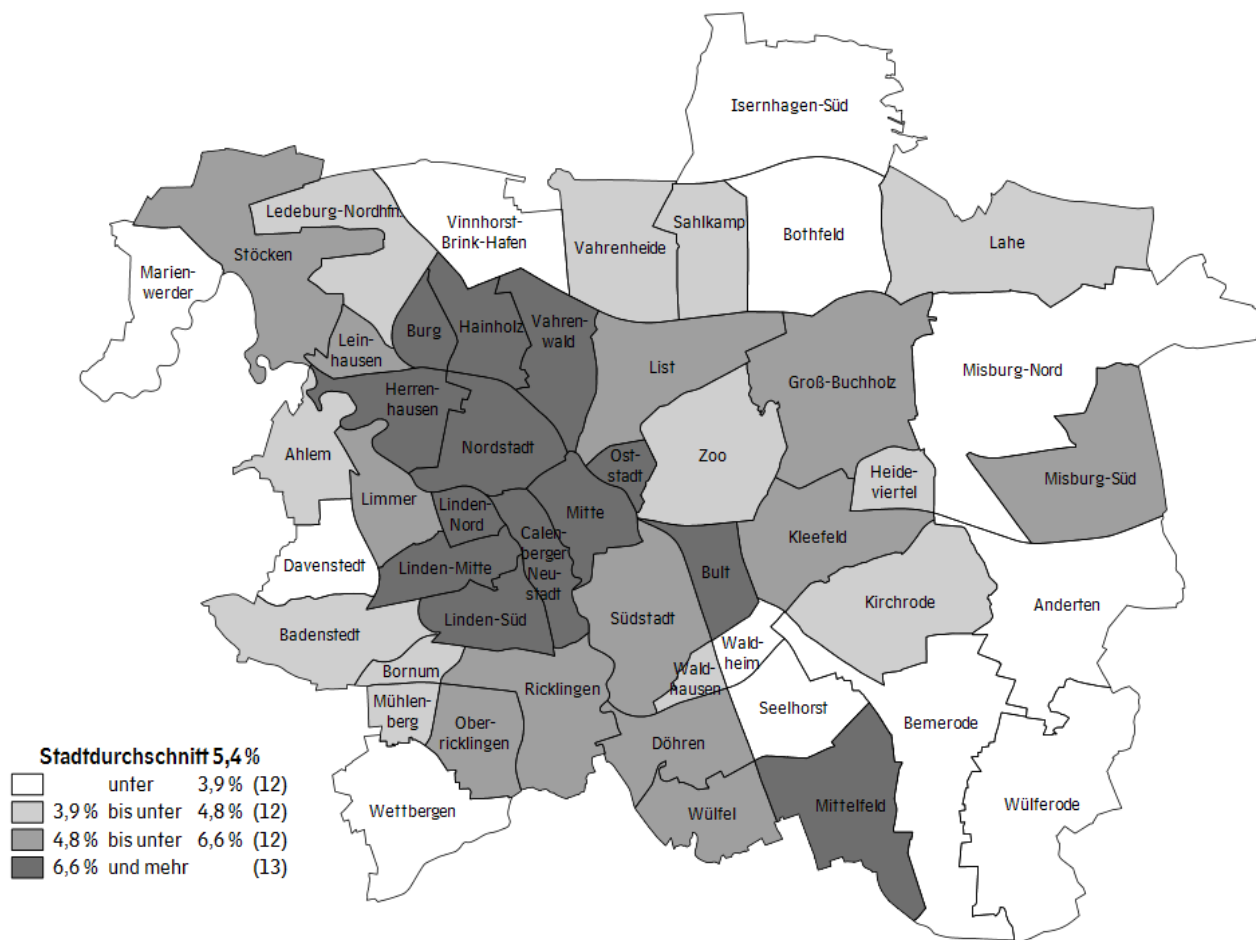 Isernhagen-Süd
Ledeburg-Nordhfn.
Vinnhorst-
Brink-Hafen
Vahrenheide
Sahlkamp
Bothfeld
Lahe
Stöcken
Marien-
werder
Burg
Hainholz
Vahren-
wald
Lein-
hausen
List
Groß-Buchholz
Misburg-Nord
Herren-
hausen
Nordstadt
Ost-
stadt
Zoo
Heide-
viertel
Misburg-Süd
Ahlem
Limmer
Linden-
Nord
Calen-
berger
Neu-
stadt
Mitte
Kleefeld
Davenstedt
Linden-Mitte
Bult
Kirchrode
Anderten
Linden-Süd
Südstadt
Badenstedt
Wald-
heim
Bornum
Ricklingen
Wald-
hausen
Mühlen-
berg
Ober-
ricklingen
Seelhorst
Bemerode
Döhren
Wettbergen
Wülfel
Mittelfeld
Wülferode
Stadtdurchschnitt 5,4 %
unter 3,9 % (12)
3,9 % bis unter 4,8 % (12)
4,8 % bis unter 6,6 % (12)
6,6 % und mehr (13)